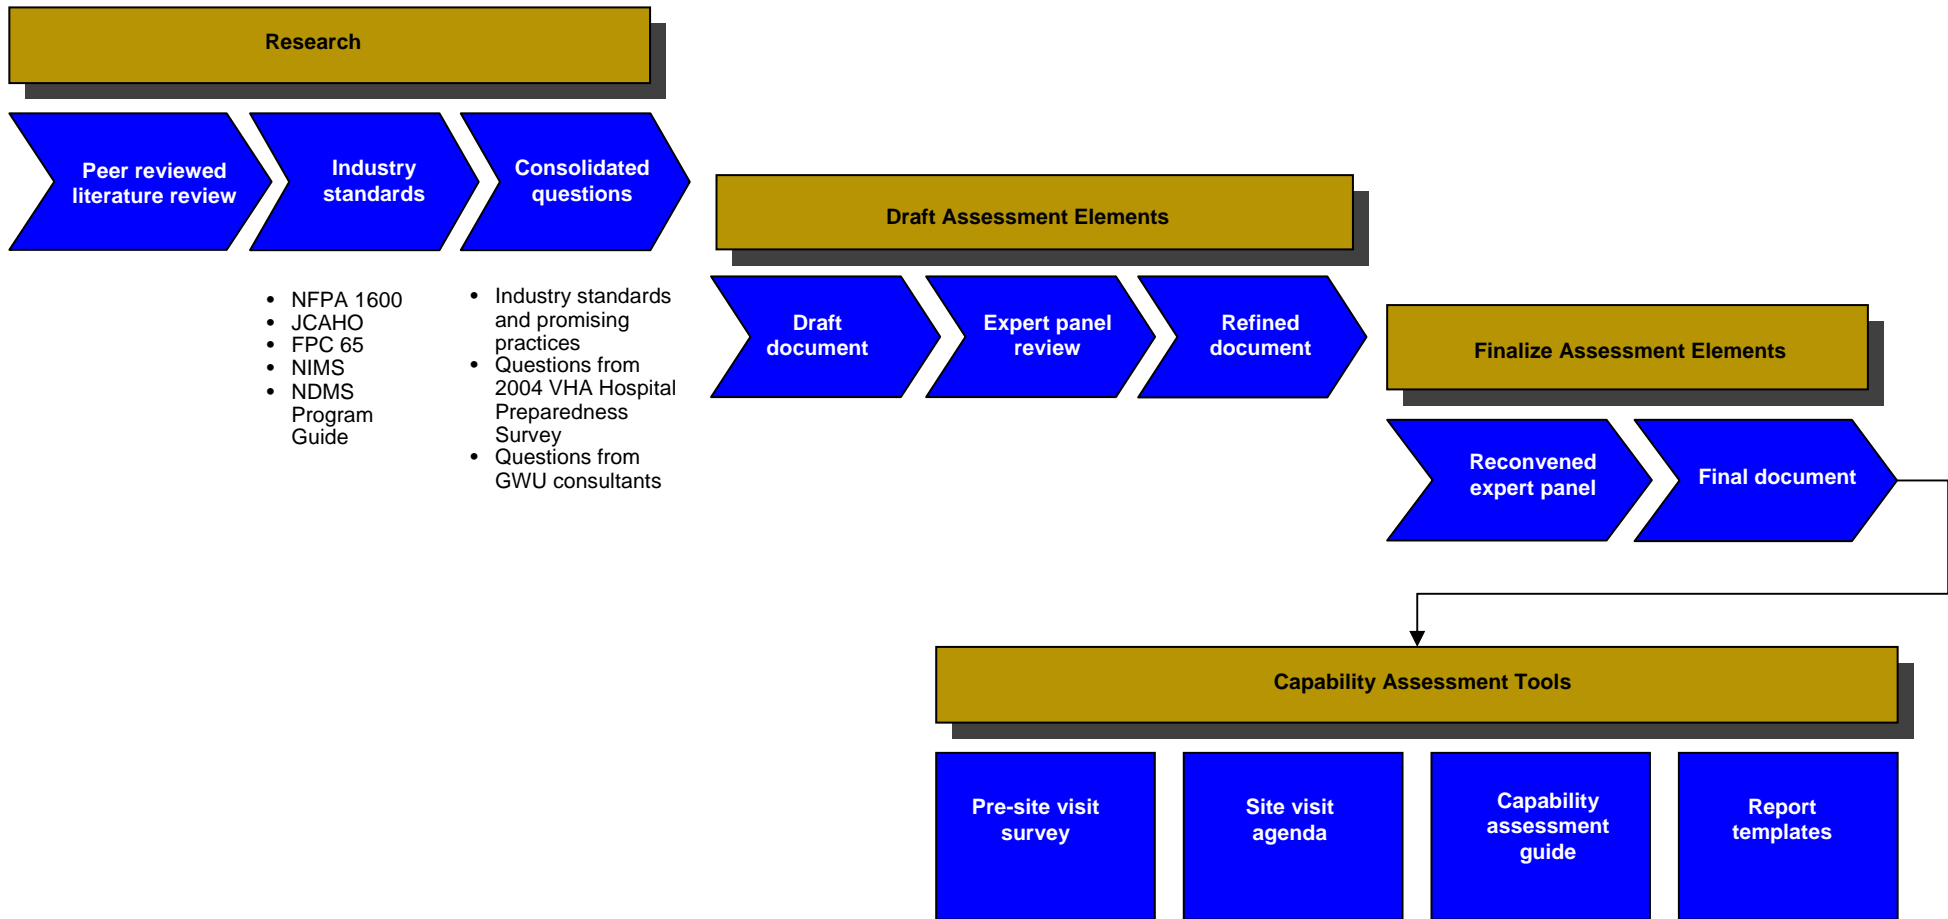 Research
Peer reviewed
literature review
Industry
standards
Consolidated
questions
• NFPA 1600
• JCAHO
• FPC 65
• NIMS
• NDMS
Program
Guide
• Industry standards
and promising
practices
• Questions from
2004 VHA Hospital
Preparedness
Survey
• Questions from
GWU consultants
Draft Assessment Elements
Draft
document
Expert panel
review
Refined
document
Finalize Assessment Elements
Reconvened
expert panel
Final document
Capability Assessment Tools
Pre-site visit
survey
Site visit
agenda
Capability
assessment
guide
Report
templates